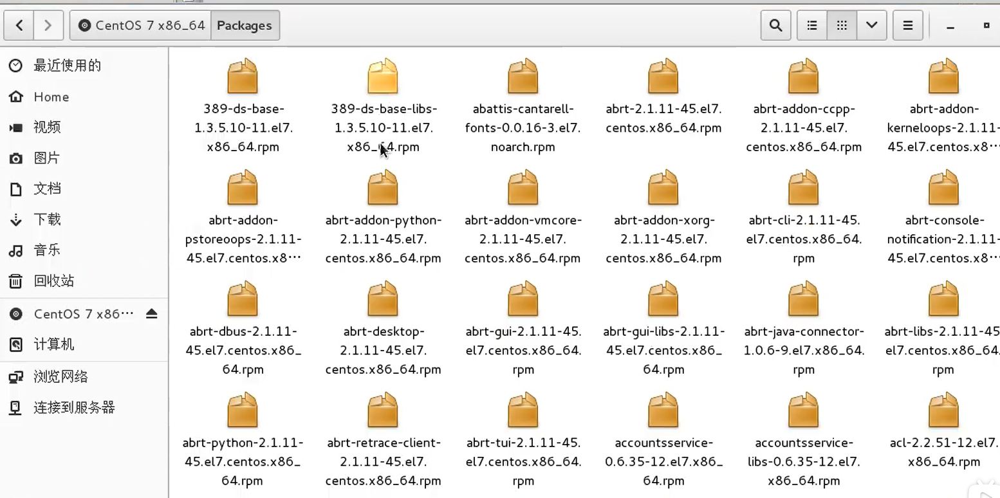 CentOS 7 x86_64 Packages
最近使用的
Home
视频
图片
文档
下载
音乐
回收站
CentOS 7 x86···
计算机
浏览网络
连接到服务器
389-ds-base-
1.3.5.10-11.el7.
x86_64.rpm
389-ds-base-libs-
1.3.5.10-11.el7.
x86_64.rpm
abattis-cantarell-
fonts-0.0.16-3.el7.
noarch.rpm
abrt-2.1.11-45.el7.
centos.x86_64.rpm
abrt-addon-ccpp-
2.1.11-45.el7.
centos.x86_64.rpm
abrt-addon-
kerneloops-2.1.11-
45.el7.centos.x8···
abrt-addon-
pstoreoops-2.1.11-
45.el7.centos.x8···
abrt-addon-python-
2.1.11-45.el7.
centos.x86_64.rpm
abrt-addon-vmcore-
2.1.11-45.el7.
centos.x86_64.rpm
abrt-addon-xorg-
2.1.11-45.el7.
centos.x86_64.rpm
abrt-cli-2.1.11-45.
el7.centos.x86_64.
rpm
abrt-console-
notification-2.1.11-
45.el7.centos.x8···
abrt-dbus-2.1.11-
45.el7.centos.x86_
64.rpm
abrt-desktop-
2.1.11-45.el7.
centos.x86_64.rpm
abrt-gui-2.1.11-45.
el7.centos.x86_64.
rpm
abrt-gui-libs-2.1.11-
45.el7.centos.x86_
64.rpm
abrt-java-connector-
1.0.6-9.el7.x86_64.
rpm
abrt-libs-2.1.11-45
el7.centos.x86_64.
rpm
abrt-python-2.1.11-
45.el7.centos.x86_
64.rpm
abrt-retrace-client-
2.1.11-45.el7.
centos.x86_64.rpm
abrt-tui-2.1.11-45.
el7.centos.x86_64.
rpm
accountsservice-
0.6.35-12.el7.x86_
64.rpm
accountsservice-
libs-0.6.35-12.el7.
x86_64.rpm
acl-2.2.51-12.el7.
x86_64.rpm